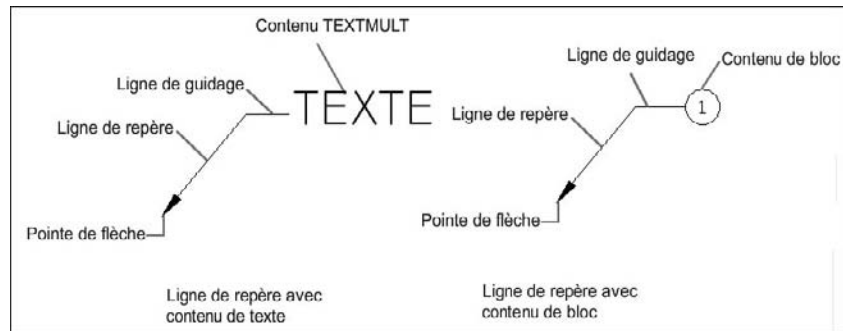 Contenu TEXTMULT
Ligne de guidage
TEXTE
Ligne de repère
Pointe de flèche
Ligne de repère avec
contenu de texte
Ligne de guidage
Contenu de bloc
1
Ligne de repère
Pointe de flèche
Ligne de repère avec
contenu de bloc